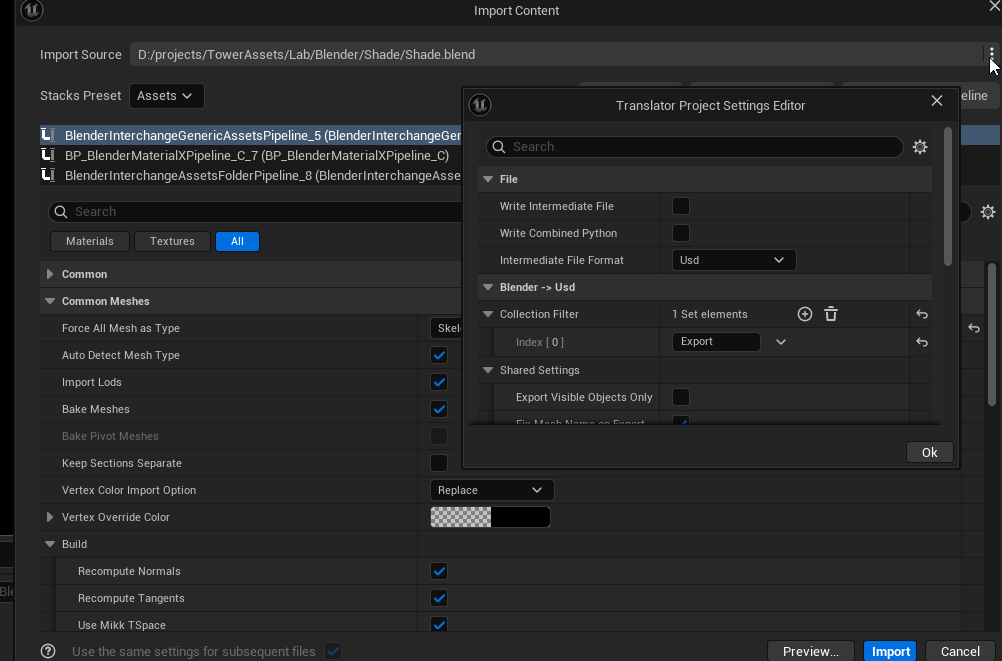 Import Content
Import Source D:/projects/TowerAssets/Lab/Blender/Shade/Shade.blend
Stacks Preset Assets
eline
BlenderInterchangeGenericAssetsPipeline_5 (BlenderInterchangeGer
BP_BlenderMaterialXPipeline_C_7 (BP_BlenderMaterialXPipeline_C)
BlenderInterchangeAssetsFolderPipeline_8 (BlenderInterchangeAsse
Search
Materials Textures All
Common
Common Meshes
Force All Mesh as Type Skel
Auto Detect Mesh Type
Import Lods
Bake Meshes
Bake Pivot Meshes
Keep Sections Separate
Vertex Color Import Option Replace
Vertex Override Color
Build
Recompute Normals
Recompute Tangents
Use Mikk TSpace
Use the same settings for subsequent files
Preview... Import Cancel
Translator Project Settings Editor
Search
File
Write Intermediate File
Write Combined Python
Intermediate File Format Usd
Blender -> Usd
Collection Filter 1 Set elements
Index [ 0 ] Export
Shared Settings
Export Visible Objects Only
Fix Mesh Name on Export
Ok